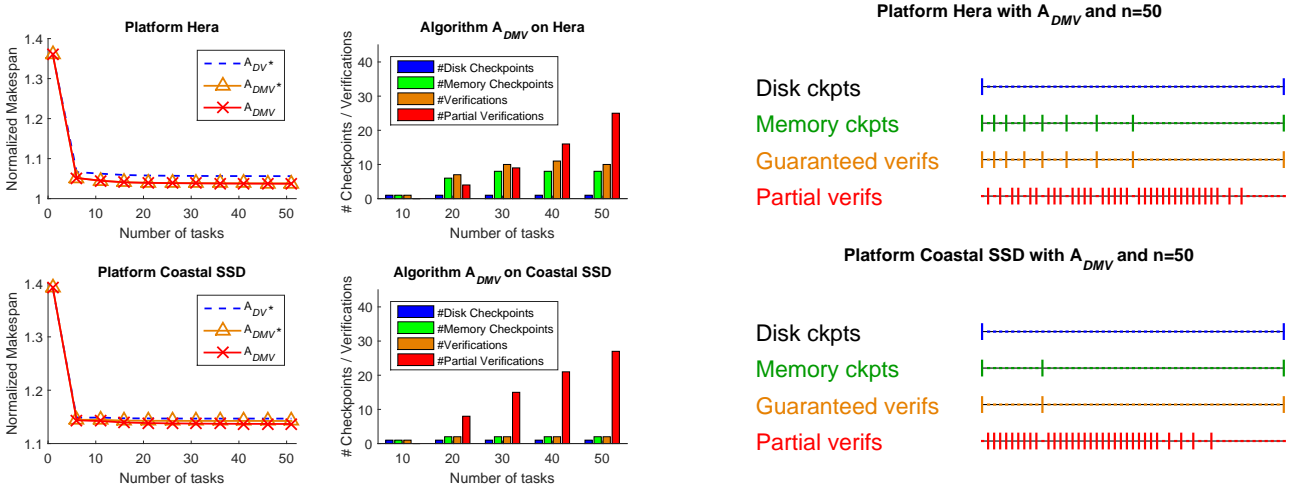 Platform Hera
Normalized Makespan
1.4
1.3
1.2
1.1
1
0 10 20 30 40 50
Number of tasks
A_DV*
A_DMV*
A_DMV
Algorithm A_DMV on Hera
# Checkpoints / Verifications
40
30
20
10
0
10 20 30 40 50
Number of tasks
#Disk Checkpoints
#Memory Checkpoints
#Verifications
#Partial Verifications
Platform Hera with A_DMV and n=50
Disk ckpts
Memory ckpts
Guaranteed verifs
Partial verifs
Platform Coastal SSD
Normalized Makespan
1.4
1.3
1.2
1.1
0 10 20 30 40 50
Number of tasks
A_DV*
A_DMV*
A_DMV
Algorithm A_DMV on Coastal SSD
# Checkpoints / Verifications
40
30
20
10
0
10 20 30 40 50
Number of tasks
#Disk Checkpoints
#Memory Checkpoints
#Verifications
#Partial Verifications
Platform Coastal SSD with A_DMV and n=50
Disk ckpts
Memory ckpts
Guaranteed verifs
Partial verifs